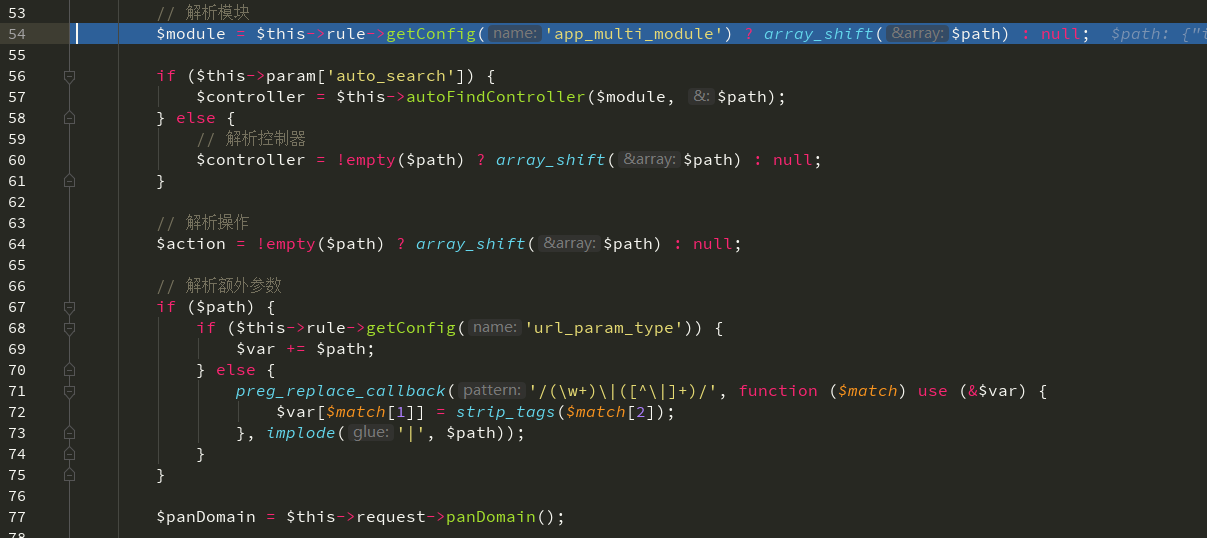 53 // 解析模块
54 $module = $this->rule->getConfig( name: 'app_multi_module') ? array_shift( &array: $path) : null; $path: {"
55
56 if ($this->param['auto_search']) {
57 $controller = $this->autoFindController($module, &: $path);
58 } else {
59 // 解析控制器
60 $controller = !empty($path) ? array_shift( &array: $path) : null;
61 }
62
63 // 解析操作
64 $action = !empty($path) ? array_shift( &array: $path) : null;
65
66 // 解析额外参数
67 if ($path) {
68 if ($this->rule->getConfig( name: 'url_param_type')) {
69 $var += $path;
70 } else {
71 preg_replace_callback( pattern: '/(\w+)\|([^\|]+)/', function ($match) use (&$var) {
72 $var[$match[1]] = strip_tags($match[2]);
73 }, implode( glue: '|', $path));
74 }
75 }
76
77 $panDomain = $this->request->panDomain();
78